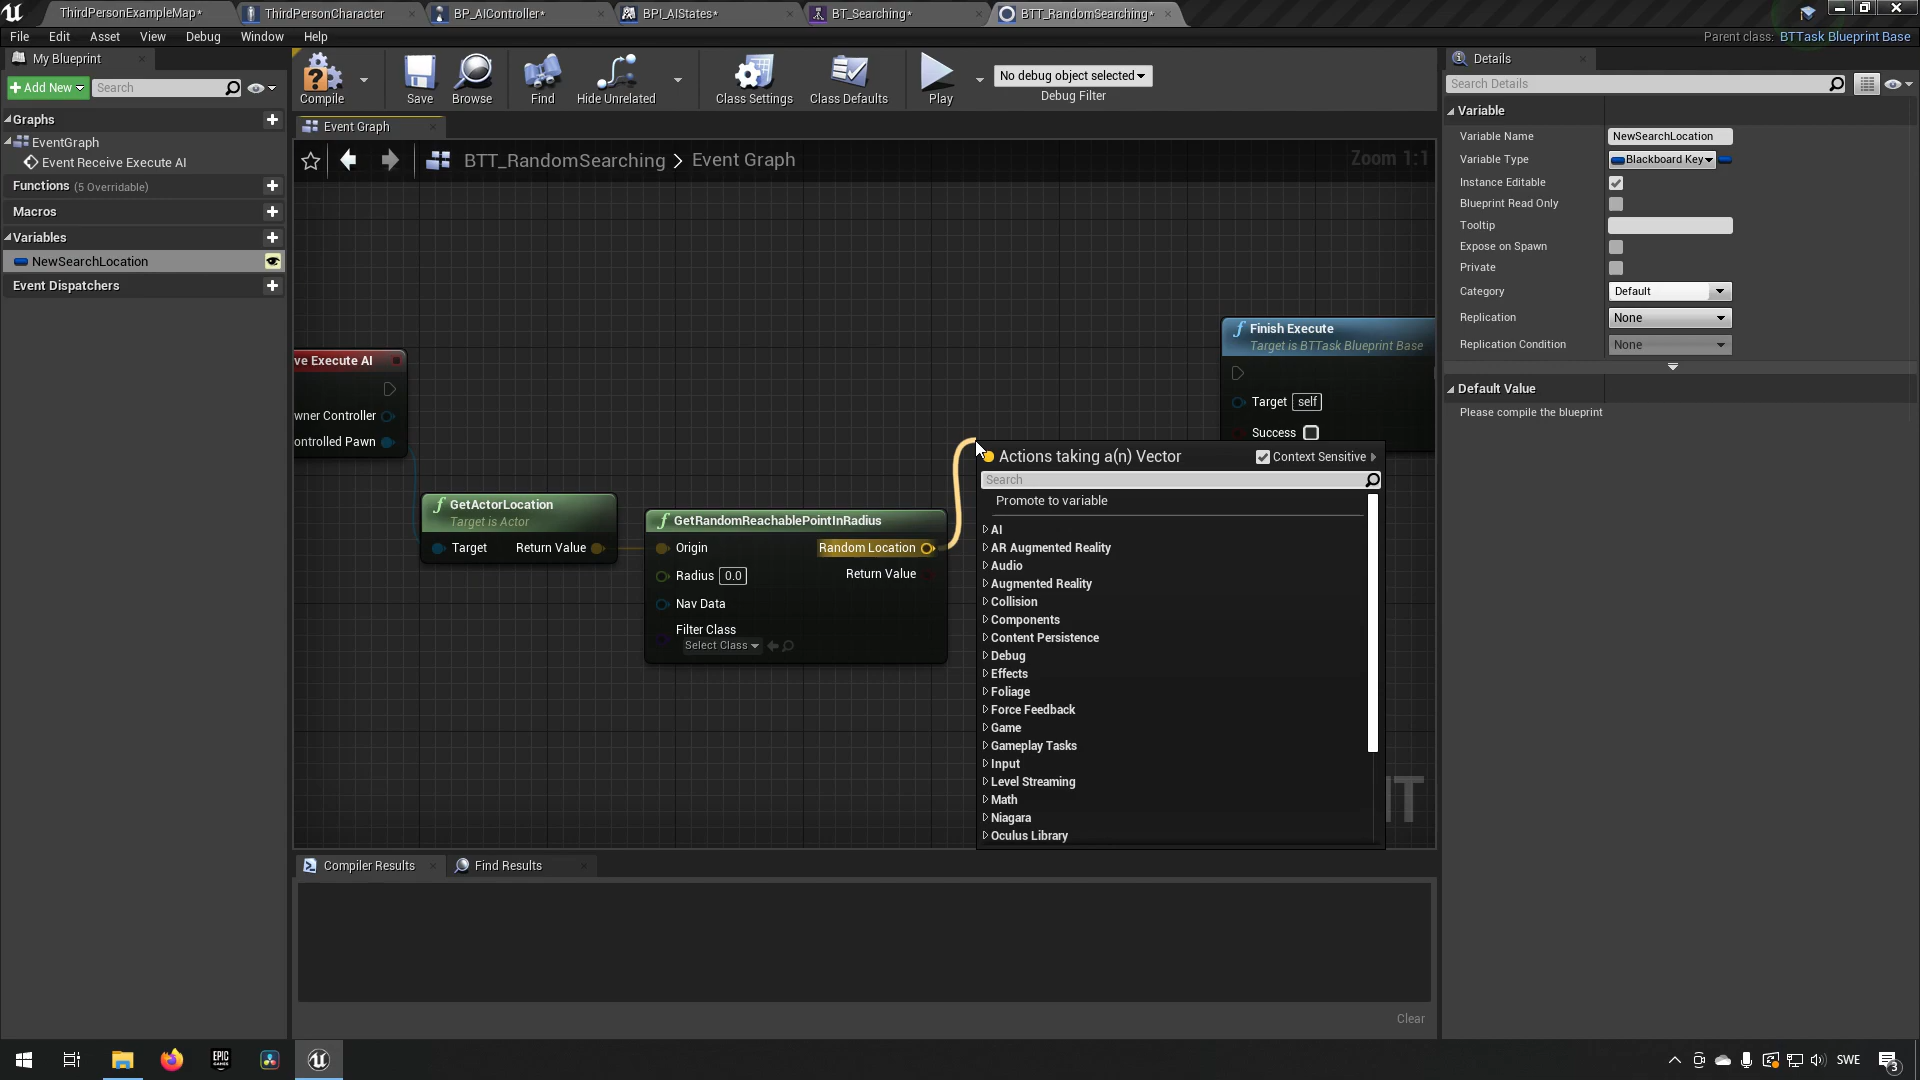 ThirdPersonExampleMap*
ThirdPersonCharacter
BP_AIController*
BPI_AIStates*
BT_Searching*
BTT_RandomSearching*
File Edit Asset View Debug Window Help
Parent class: BTTask Blueprint Base
My Blueprint
Add New
Search
Compile
Save
Browse
Find
Hide Unrelated
Class Settings
Class Defaults
Play
No debug object selected
Debug Filter
Graphs
EventGraph
Event Receive Execute AI
Functions (5 Overridable)
Macros
Variables
NewSearchLocation
Event Dispatchers
Event Graph
BTT_RandomSearching > Event Graph
Zoom 1:1
ve Execute AI
wner Controller
ontrolled Pawn
GetActorLocation
Target is Actor
Target
Return Value
GetRandomReachablePointInRadius
Origin
Random Location
Radius 0.0
Return Value
Nav Data
Filter Class
Select Class
Finish Execute
Target is BTTask Blueprint Base
Target self
Success
Actions taking a(n) Vector
Context Sensitive
Search
Promote to variable
AI
AR Augmented Reality
Audio
Augmented Reality
Collision
Components
Content Persistence
Debug
Effects
Foliage
Force Feedback
Game
Gameplay Tasks
Input
Level Streaming
Math
Niagara
Oculus Library
Compiler Results
Find Results
Clear
Details
Search Details
Variable
Variable Name NewSearchLocation
Variable Type Blackboard Key
Instance Editable
Blueprint Read Only
Tooltip
Expose on Spawn
Private
Category Default
Replication None
Replication Condition None
Default Value
Please compile the blueprint
EPIC GAMES
SWE
3